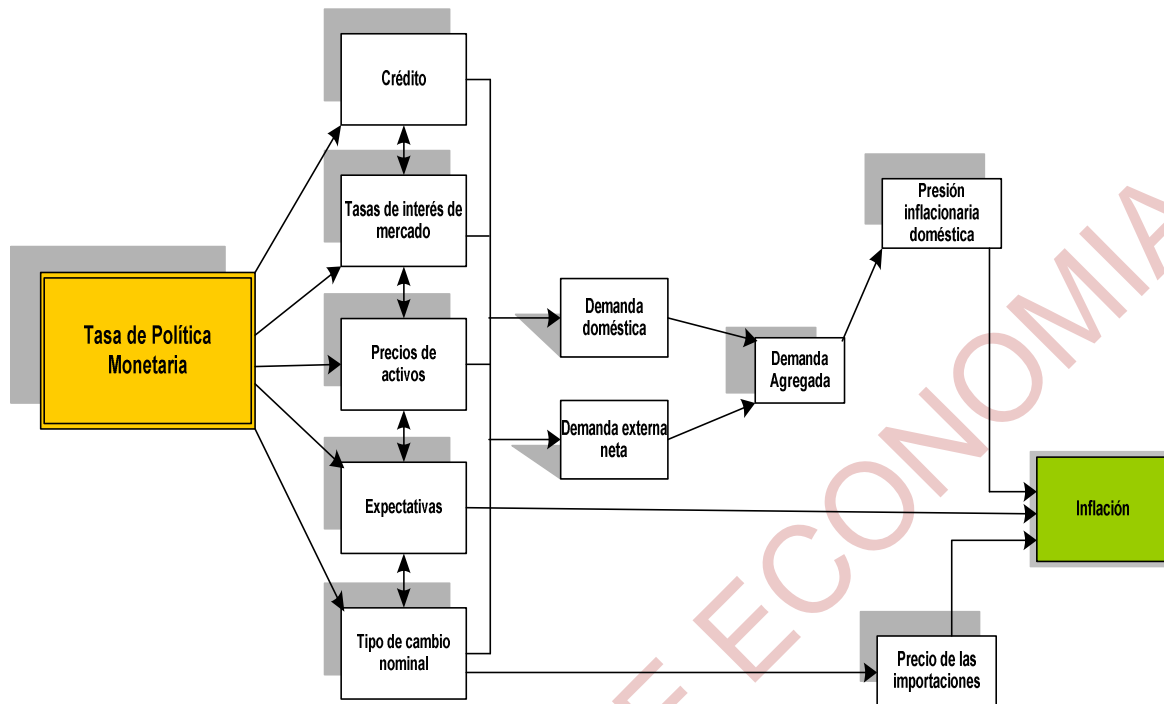 Crédito
Tasas de interés de
mercado
Precios de
activos
Expectativas
Tipo de cambio
nominal
Tasa de Política
Monetaria
Demanda
doméstica
Demanda externa
neta
Demanda
Agregada
Presión
inflacionaria
doméstica
Inflación
Precio de las
importaciones
E ECONOMIA